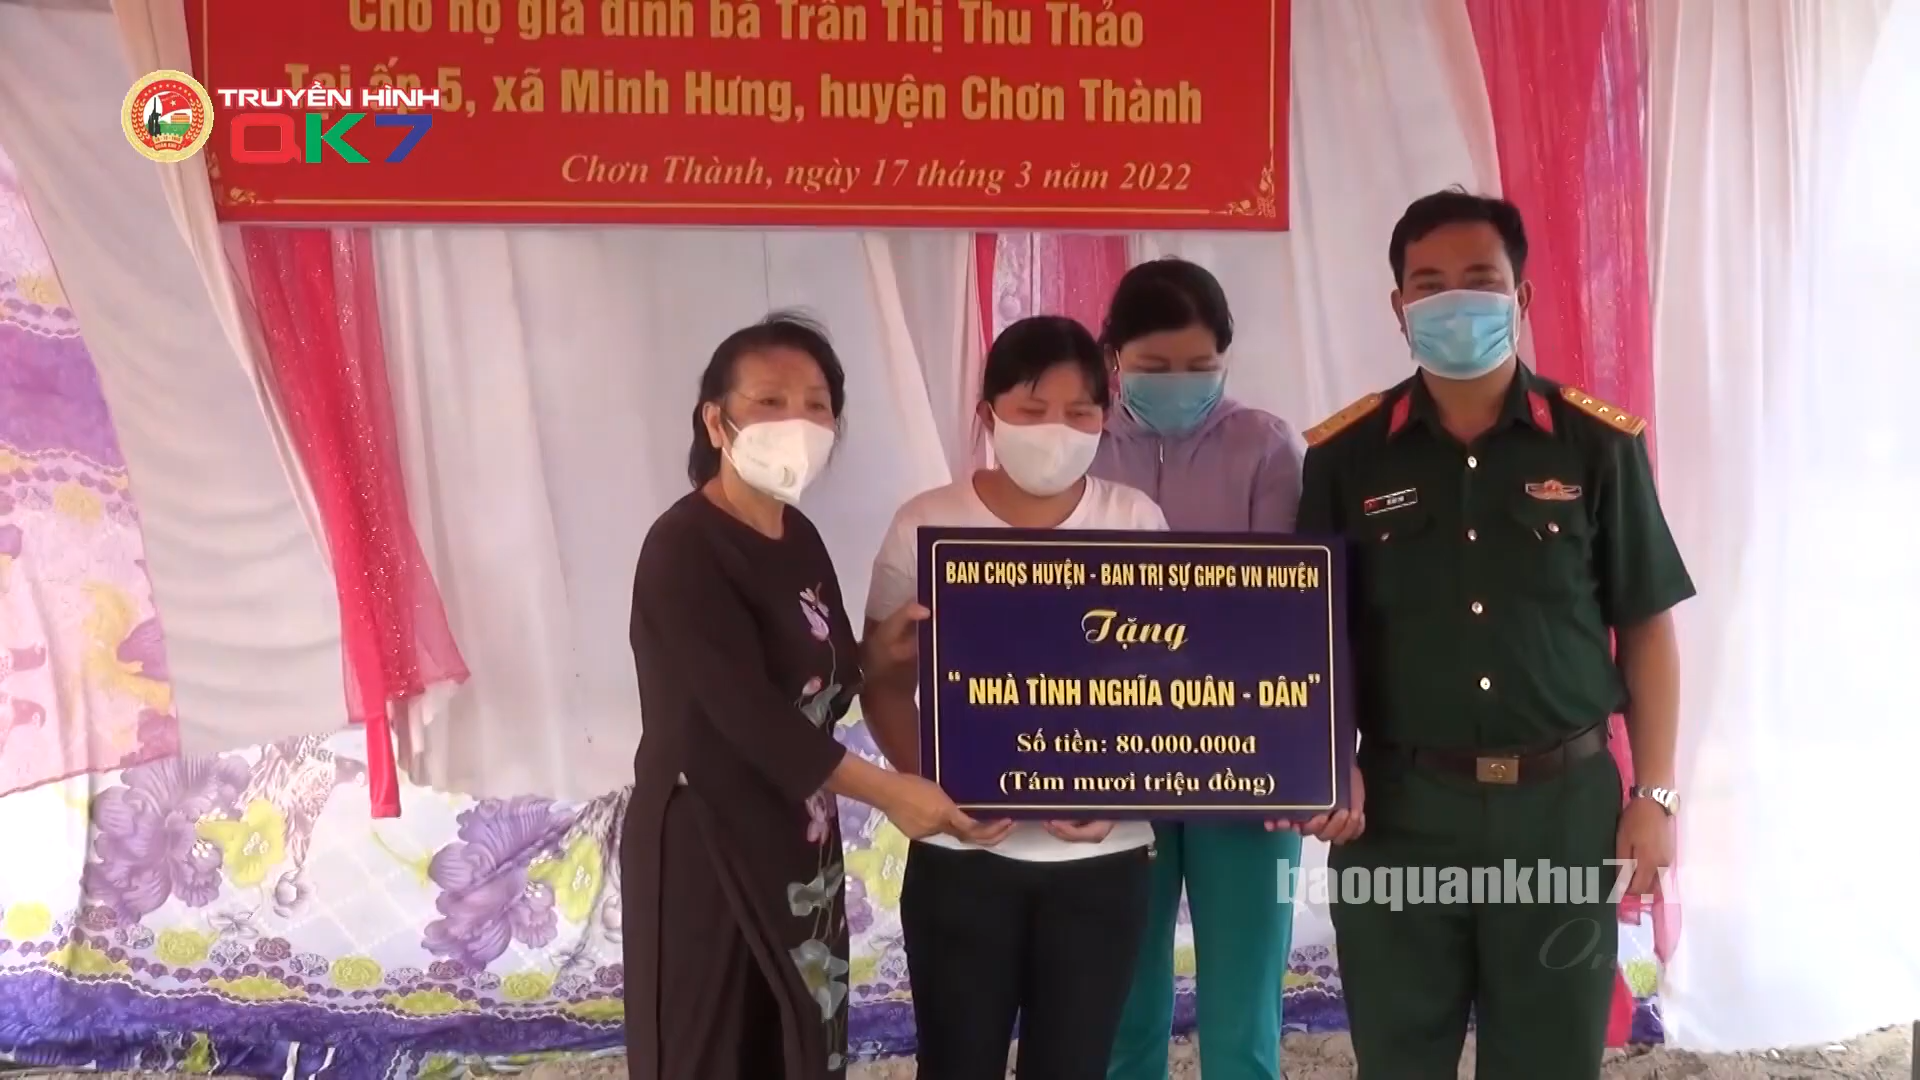 Cho hộ gia đình bà Trần Thị Thu Thảo
Tại ấp 5, xã Minh Hưng, huyện Chơn Thành
Chơn Thành, ngày 17 tháng 3 năm 2022
TRUYỀN HÌNH
QK7
BAN CHQS HUYỆN - BAN TRỊ SỰ GHPG VN HUYỆN
Tặng
“ NHÀ TÌNH NGHĨA QUÂN - DÂN”
Số tiền: 80.000.000đ
(Tám mươi triệu đồng)
baoquankhu7.v